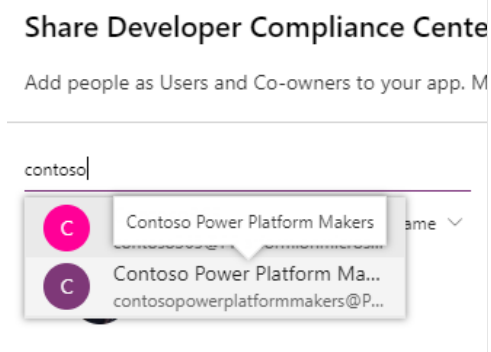 Share Developer Compliance Cente
Add people as Users and Co-owners to your app. M
contoso
C
Contoso Power Platform Makers
ame
C
Contoso Power Platform Ma...
contosopowerplatformmakers@P...